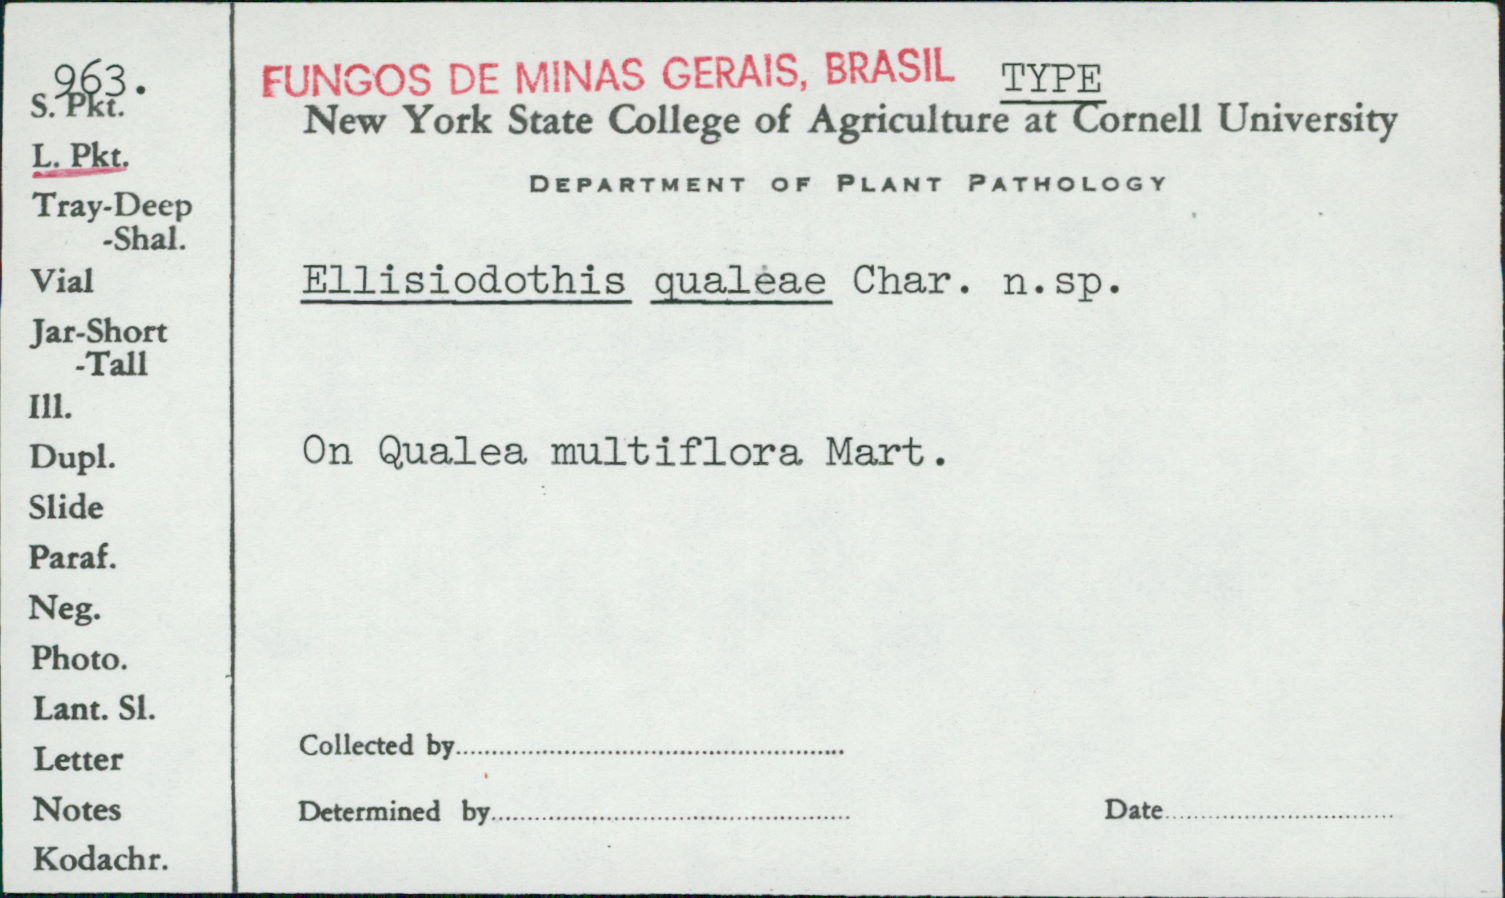 963.
S. Pkt.
L. Pkt.
Tray-Deep
-Shal.
Vial
Jar-Short
-Tall
Ill.
Dupl.
Slide
Paraf.
Neg.
Photo.
Lant. Sl.
Letter
Notes
Kodachr.
FUNGOS DE MINAS GERAIS, BRASIL TYPE
New York State College of Agriculture at Cornell University
DEPARTMENT OF PLANT PATHOLOGY
Ellisiodothis qualeae Char. n.sp.
On Qualea multiflora Mart.
Collected by
Determined by
Date